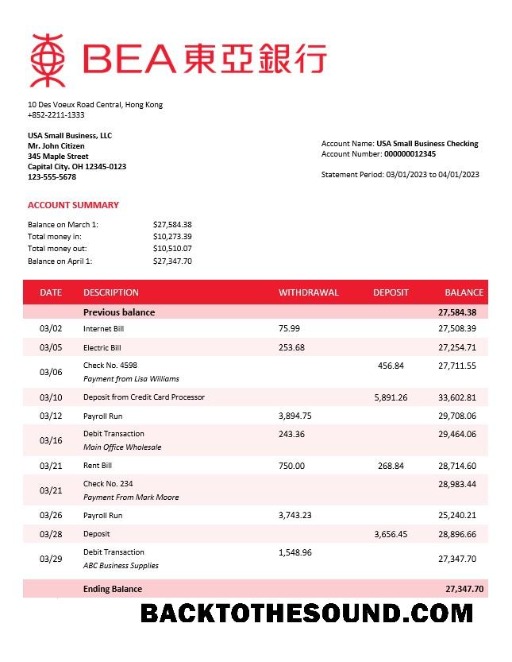 BEA東亞銀行
10 Des Voeux Road Central, Hong Kong
+852-2211-1333
USA Small Business, LLC
Mr. John Citizen
345 Maple Street
Capital City. OH 12345-0123
123-555-5678
Account Name: USA Small Business Checking
Account Number: 000000012345
Statement Period: 03/01/2023 to 04/01/2023
ACCOUNT SUMMARY
Balance on March 1: $27,584.38
Total money in: $10,273.39
Total money out: $10,510.07
Balance on April 1: $27,347.70
DATE DESCRIPTION WITHDRAWAL DEPOSIT BALANCE
Previous balance 27,584.38
03/02 Internet Bill 75.99 27,508.39
03/05 Electric Bill 253.68 27,254.71
03/06 Check No. 4598 456.84 27,711.55
Payment from Lisa Williams
03/10 Deposit from Credit Card Processor 5,891.26 33,602.81
03/12 Payroll Run 3,894.75 29,708.06
03/16 Debit Transaction 243.36 29,464.06
Main Office Wholesale
03/21 Rent Bill 750.00 268.84 28,714.60
03/21 Check No. 234 28,983.44
Payment From Mark Moore
03/26 Payroll Run 3,743.23 25,240.21
03/28 Deposit 3,656.45 28,896.66
03/29 Debit Transaction 1,548.96 27,347.70
ABC Business Supplies
Ending Balance 27,347.70
BACKTOTHESOUND.COM